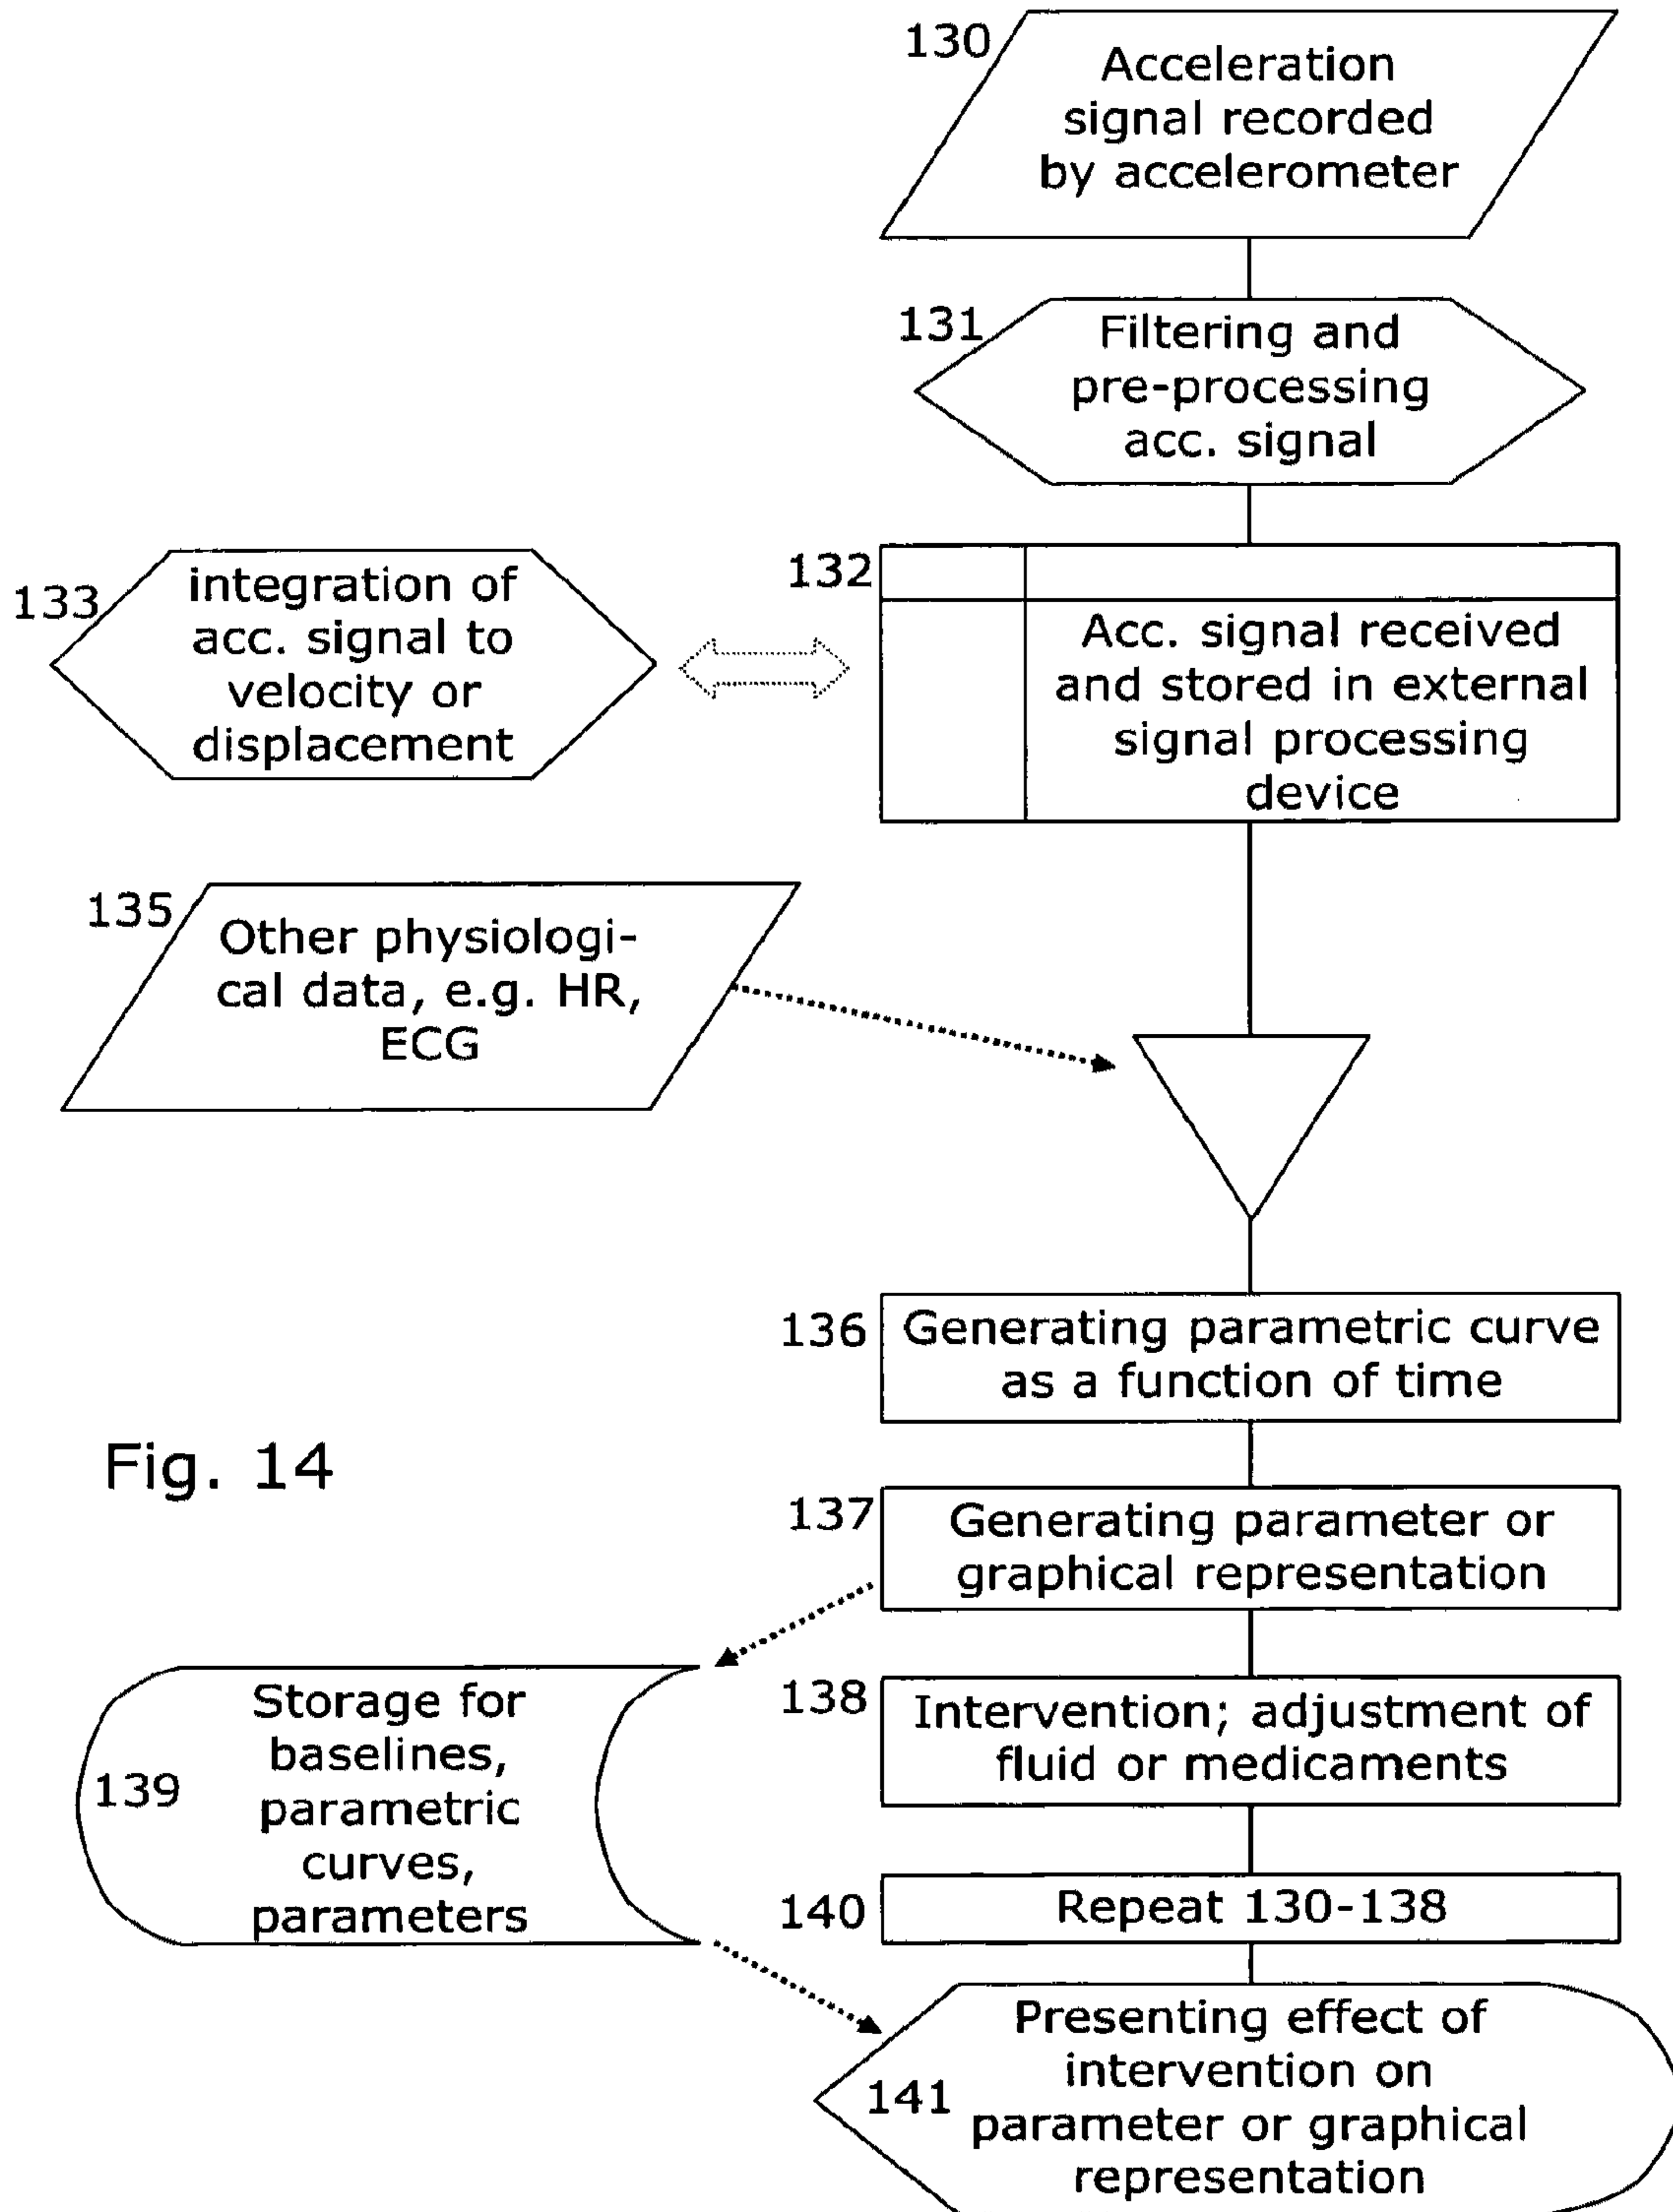 130
Acceleration
signal recorded
by accelerometer
131
Filtering and
pre-processing
acc. signal
133
integration of
acc. signal to
velocity or
displacement
132
Acc. signal received
and stored in external
signal processing
device
135
Other physiologi-
cal data, e.g. HR,
ECG
136
Generating parametric curve
as a function of time
Fig. 14
137
Generating parameter or
graphical representation
138
Intervention; adjustment of
fluid or medicaments
139
Storage for
baselines,
parametric
curves,
parameters
140
Repeat 130-138
141
Presenting effect of
intervention on
parameter or graphical
representation